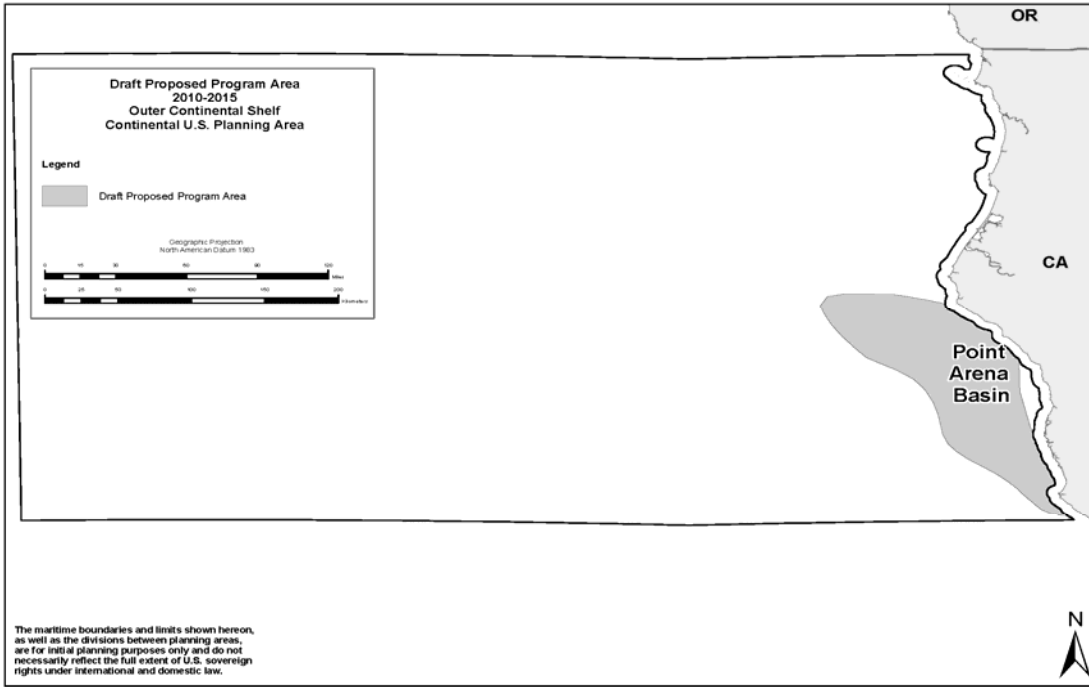 OR
Draft Proposed Program Area
2010-2015
Outer Continental Shelf
Continental U.S. Planning Area
Legend
Draft Proposed Program Area
Geographic Projection
North American Datum 1983
0 15 30 60 90 120
Miles
0 25 50 100 150 200
Kilometers
CA
Point
Arena
Basin
The maritime boundaries and limits shown hereon,
as well as the divisions between planning areas,
are for initial planning purposes only and do not
necessarily reflect the full extent of U.S. sovereign
rights under international and domestic law.
N